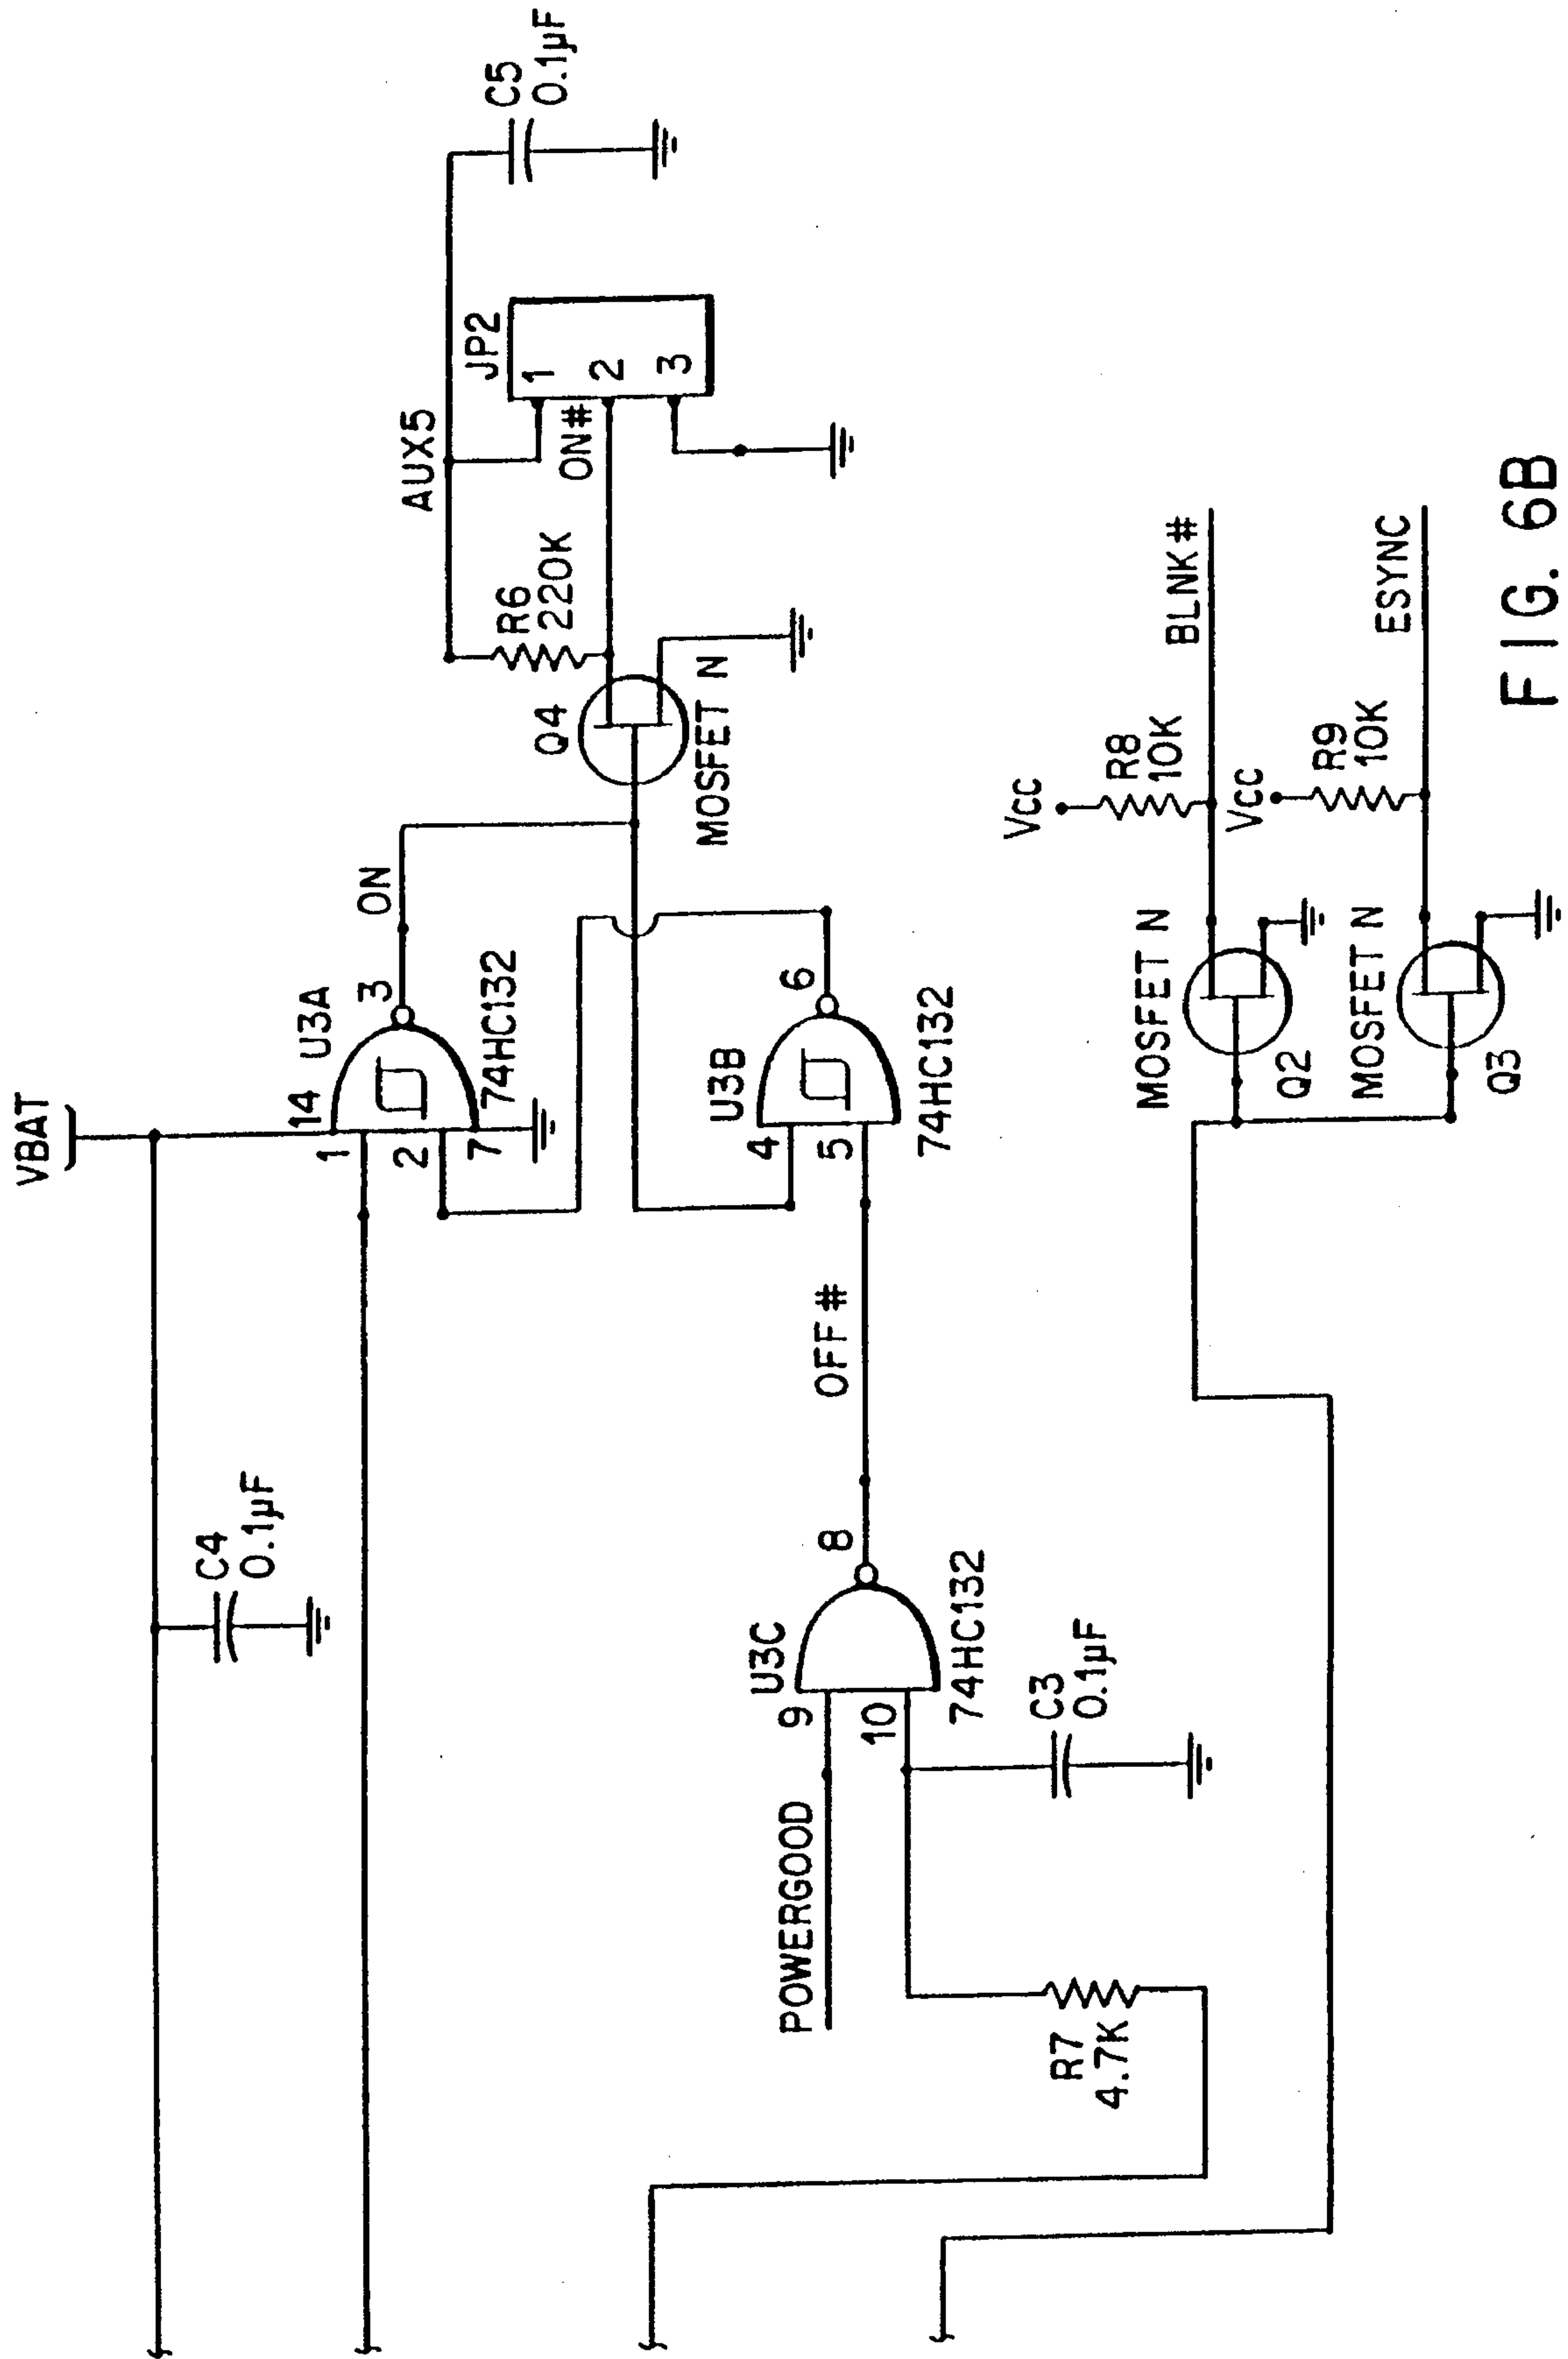 VBAT
C4
0.1µF
14
U3A
1
2
3
7
74HC132
ON
AUX5
C5
0.1µF
JP2
1
ON#
2
3
R6
220K
Q4
MOSFET N
U3B
4
5
6
74HC132
OFF#
POWERGOOD
U3C
9
8
10
74HC132
C3
0.1µF
R7
4.7K
MOSFET N
Q2
VCC
R8
10K
BLNK#
MOSFET N
Q3
VCC
R9
10K
ESYNC
FIG. 6B